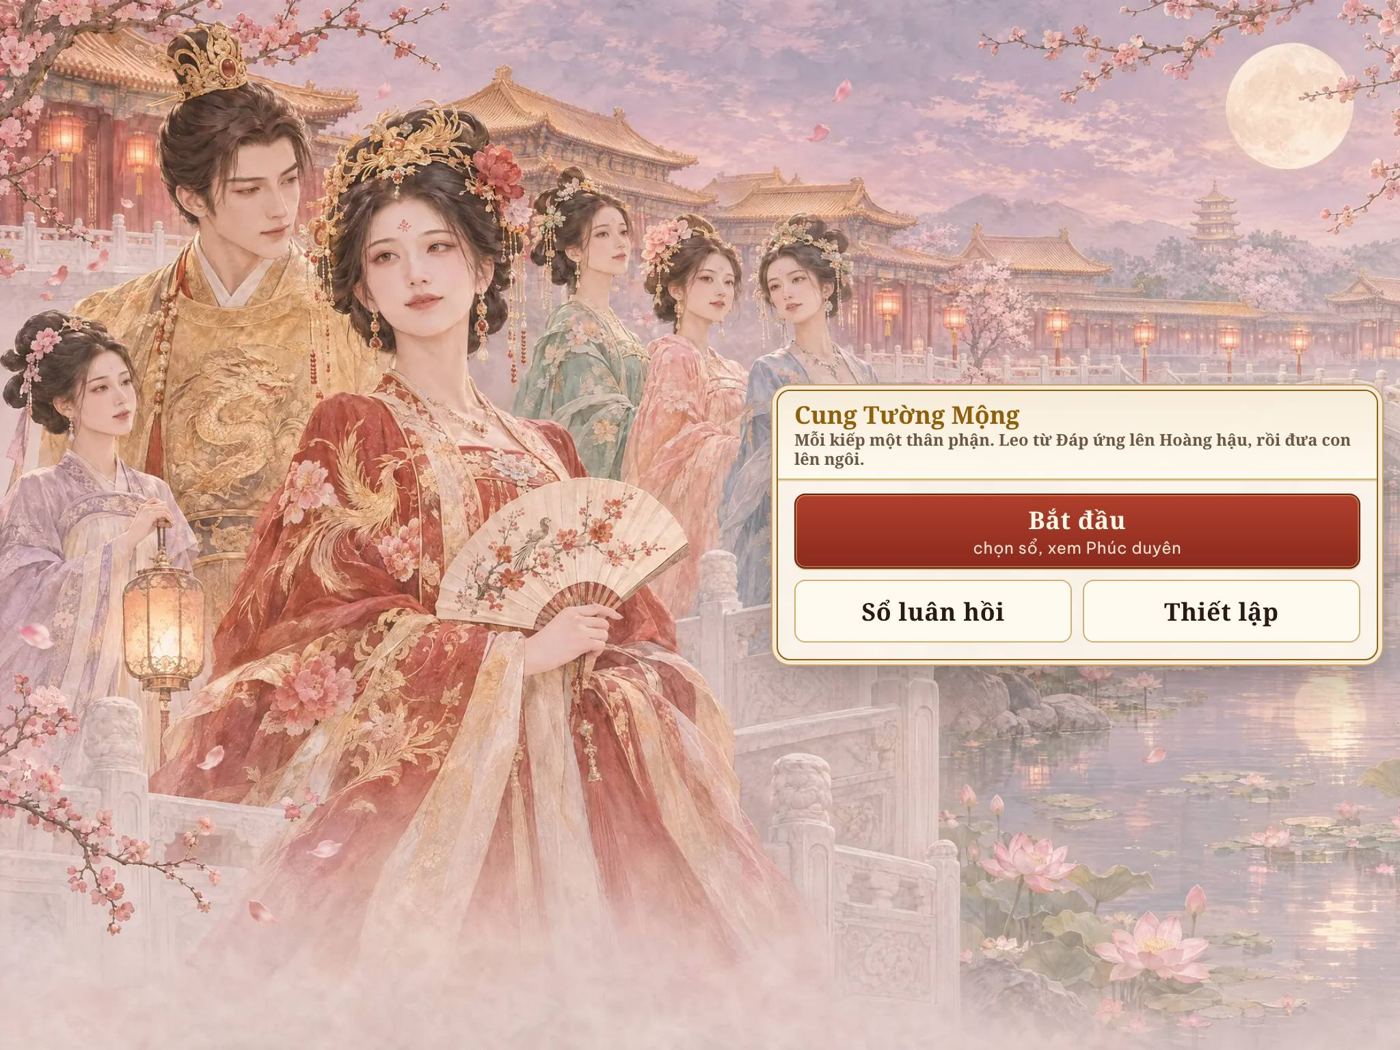 Cung Tường Mộng
Mỗi kiếp một thân phận. Leo từ Đáp ứng lên Hoàng hậu, rồi đưa con
lên ngôi.
Bắt đầu
chọn sổ, xem Phúc duyên
Sổ luân hồi
Thiết lập